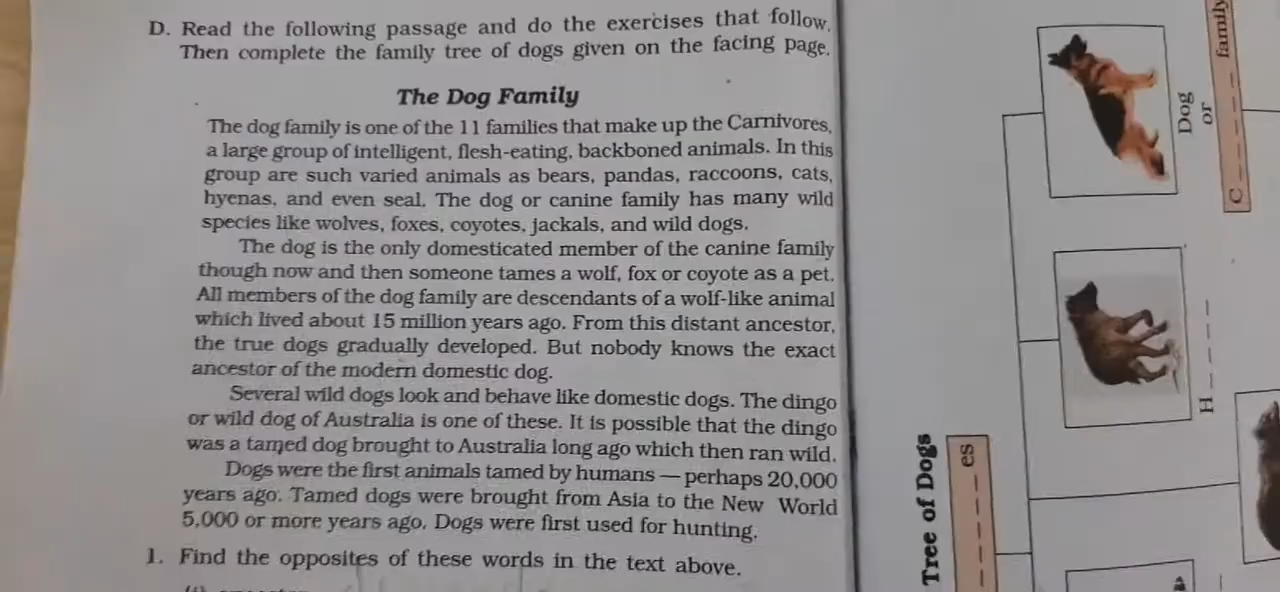 D. Read the following passage and do the exercises that follow.
Then complete the family tree of dogs given on the facing page.
The Dog Family
The dog family is one of the 11 families that make up the Carnivores,
a large group of intelligent, flesh-eating, backboned animals. In this
group are such varied animals as bears, pandas, raccoons, cats,
hyenas, and even seal. The dog or canine family has many wild
species like wolves, foxes, coyotes, jackals, and wild dogs.
The dog is the only domesticated member of the canine family
though now and then someone tames a wolf, fox or coyote as a pet.
All members of the dog family are descendants of a wolf-like animal
which lived about 15 million years ago. From this distant ancestor,
the true dogs gradually developed. But nobody knows the exact
ancestor of the modern domestic dog.
Several wild dogs look and behave like domestic dogs. The dingo
or wild dog of Australia is one of these. It is possible that the dingo
was a tamed dog brought to Australia long ago which then ran wild.
Dogs were the first animals tamed by humans — perhaps 20,000
years ago. Tamed dogs were brought from Asia to the New World
5,000 or more years ago. Dogs were first used for hunting.
1. Find the opposites of these words in the text above.
Tree of Dogs
_ _ _ _ _ es
H _ _ _ _
Dog
or
C _ _ _ _ _ family